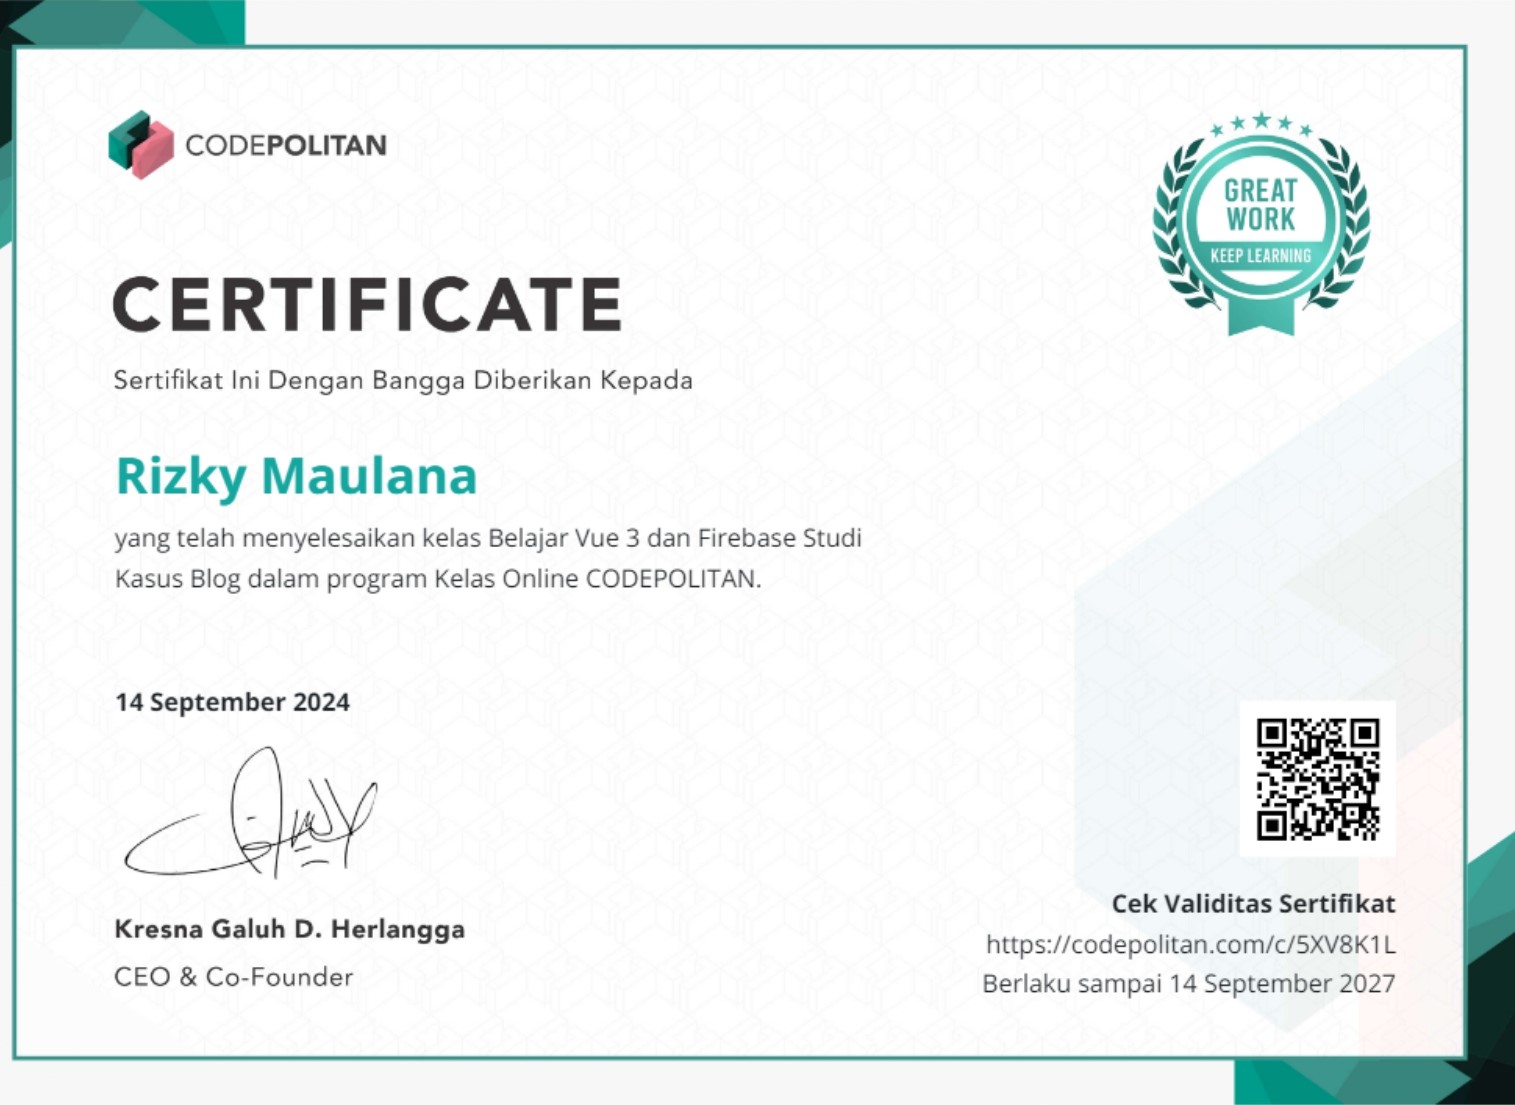 CODEPOLITAN
GREAT
WORK
KEEP LEARNING
CERTIFICATE
Sertifikat Ini Dengan Bangga Diberikan Kepada
Rizky Maulana
yang telah menyelesaikan kelas Belajar Vue 3 dan Firebase Studi
Kasus Blog dalam program Kelas Online CODEPOLITAN.
14 September 2024
Kresna Galuh D. Herlangga
CEO & Co-Founder
Cek Validitas Sertifikat
https://codepolitan.com/c/5XV8K1L
Berlaku sampai 14 September 2027